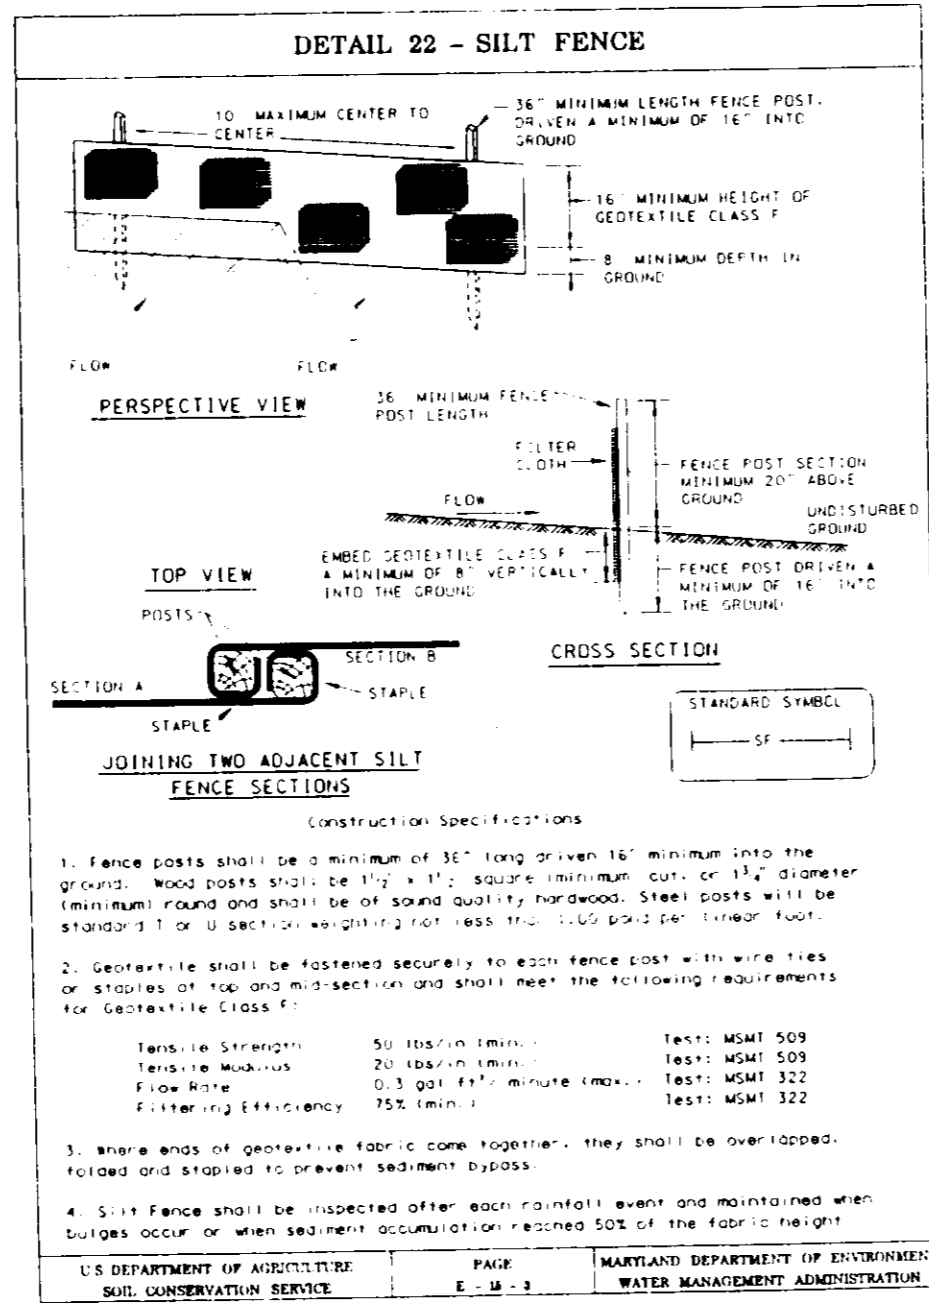 DETAIL 22 - SILT FENCE
10 MAXIMUM CENTER TO
CENTER
36" MINIMUM LENGTH FENCE POST,
DRIVEN A MINIMUM OF 16" INTO
GROUND
16" MINIMUM HEIGHT OF
GEOTEXTILE CLASS F
8 MINIMUM DEPTH IN
GROUND
FLOW
FLOW
PERSPECTIVE VIEW
36 MINIMUM FENCE
POST LENGTH
FILTER
CLOTH
FLOW
FENCE POST SECTION
MINIMUM 20" ABOVE
GROUND
UNDISTURBED
GROUND
EMBED GEOTEXTILE CLASS F
A MINIMUM OF 8" VERTICALLY
INTO THE GROUND
FENCE POST DRIVEN A
MINIMUM OF 16" INTO
THE GROUND
CROSS SECTION
TOP VIEW
POSTS
SECTION B
SECTION A
STAPLE
STAPLE
JOINING TWO ADJACENT SILT
FENCE SECTIONS
STANDARD SYMBOL
SF
Construction Specifications
1. Fence posts shall be a minimum of 36" long driven 16" minimum into the
ground. Wood posts shall be 1½" x 1½" square (minimum) cut, or 1¾" diameter
(minimum) round and shall be of sound quality hardwood. Steel posts will be
standard T or U section weighting not less than 1.00 pond per linear foot.
2. Geotextile shall be fastened securely to each fence post with wire ties
or staples at top and mid-section and shall meet the following requirements
for Geotextile Class F:
Tensile Strength 50 lbs/in (min.) Test: MSMT 509
Tensile Modulus 20 lbs/in (min.) Test: MSMT 509
Flow Rate 0.3 gal ft²/ minute (max.) Test: MSMT 322
Filtering Efficiency 75% (min.) Test: MSMT 322
3. Where ends of geotextile fabric come together, they shall be overlapped,
folded and stapled to prevent sediment bypass.
4. Silt Fence shall be inspected after each rainfall event and maintained when
bulges occur or when sediment accumulation reached 50% of the fabric height
U S DEPARTMENT OF AGRICULTURE
SOIL CONSERVATION SERVICE
PAGE
E - 15 - 3
MARYLAND DEPARTMENT OF ENVIRONMEN
WATER MANAGEMENT ADMINISTRATION